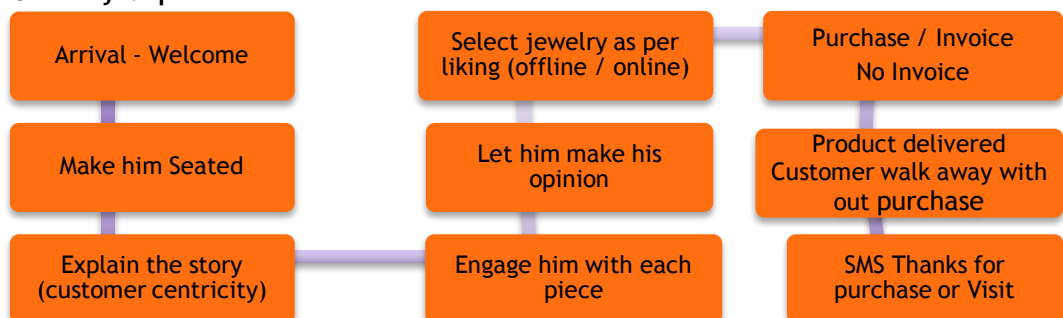 Arrival - Welcome
Make him Seated
Explain the story
(customer centricity)
Engage him with each
piece
Let him make his
opinion
Select jewelry as per
liking (offline / online)
Purchase / Invoice
No Invoice
Product delivered
Customer walk away with
out purchase
SMS Thanks for
purchase or Visit